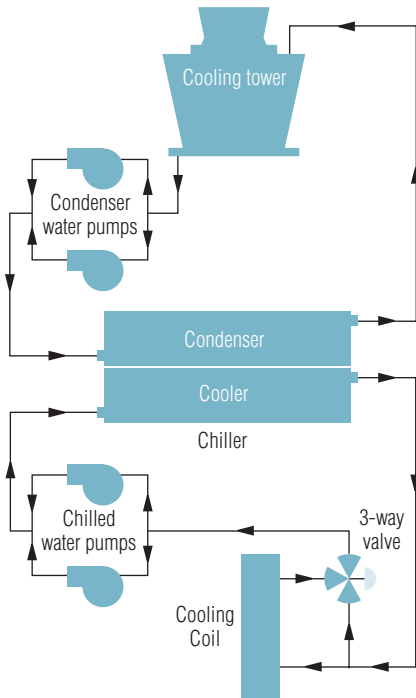 Cooling tower
Condenser
water pumps
Condenser
Cooler
Chiller
Chilled
water pumps
3-way
valve
Cooling
Coil